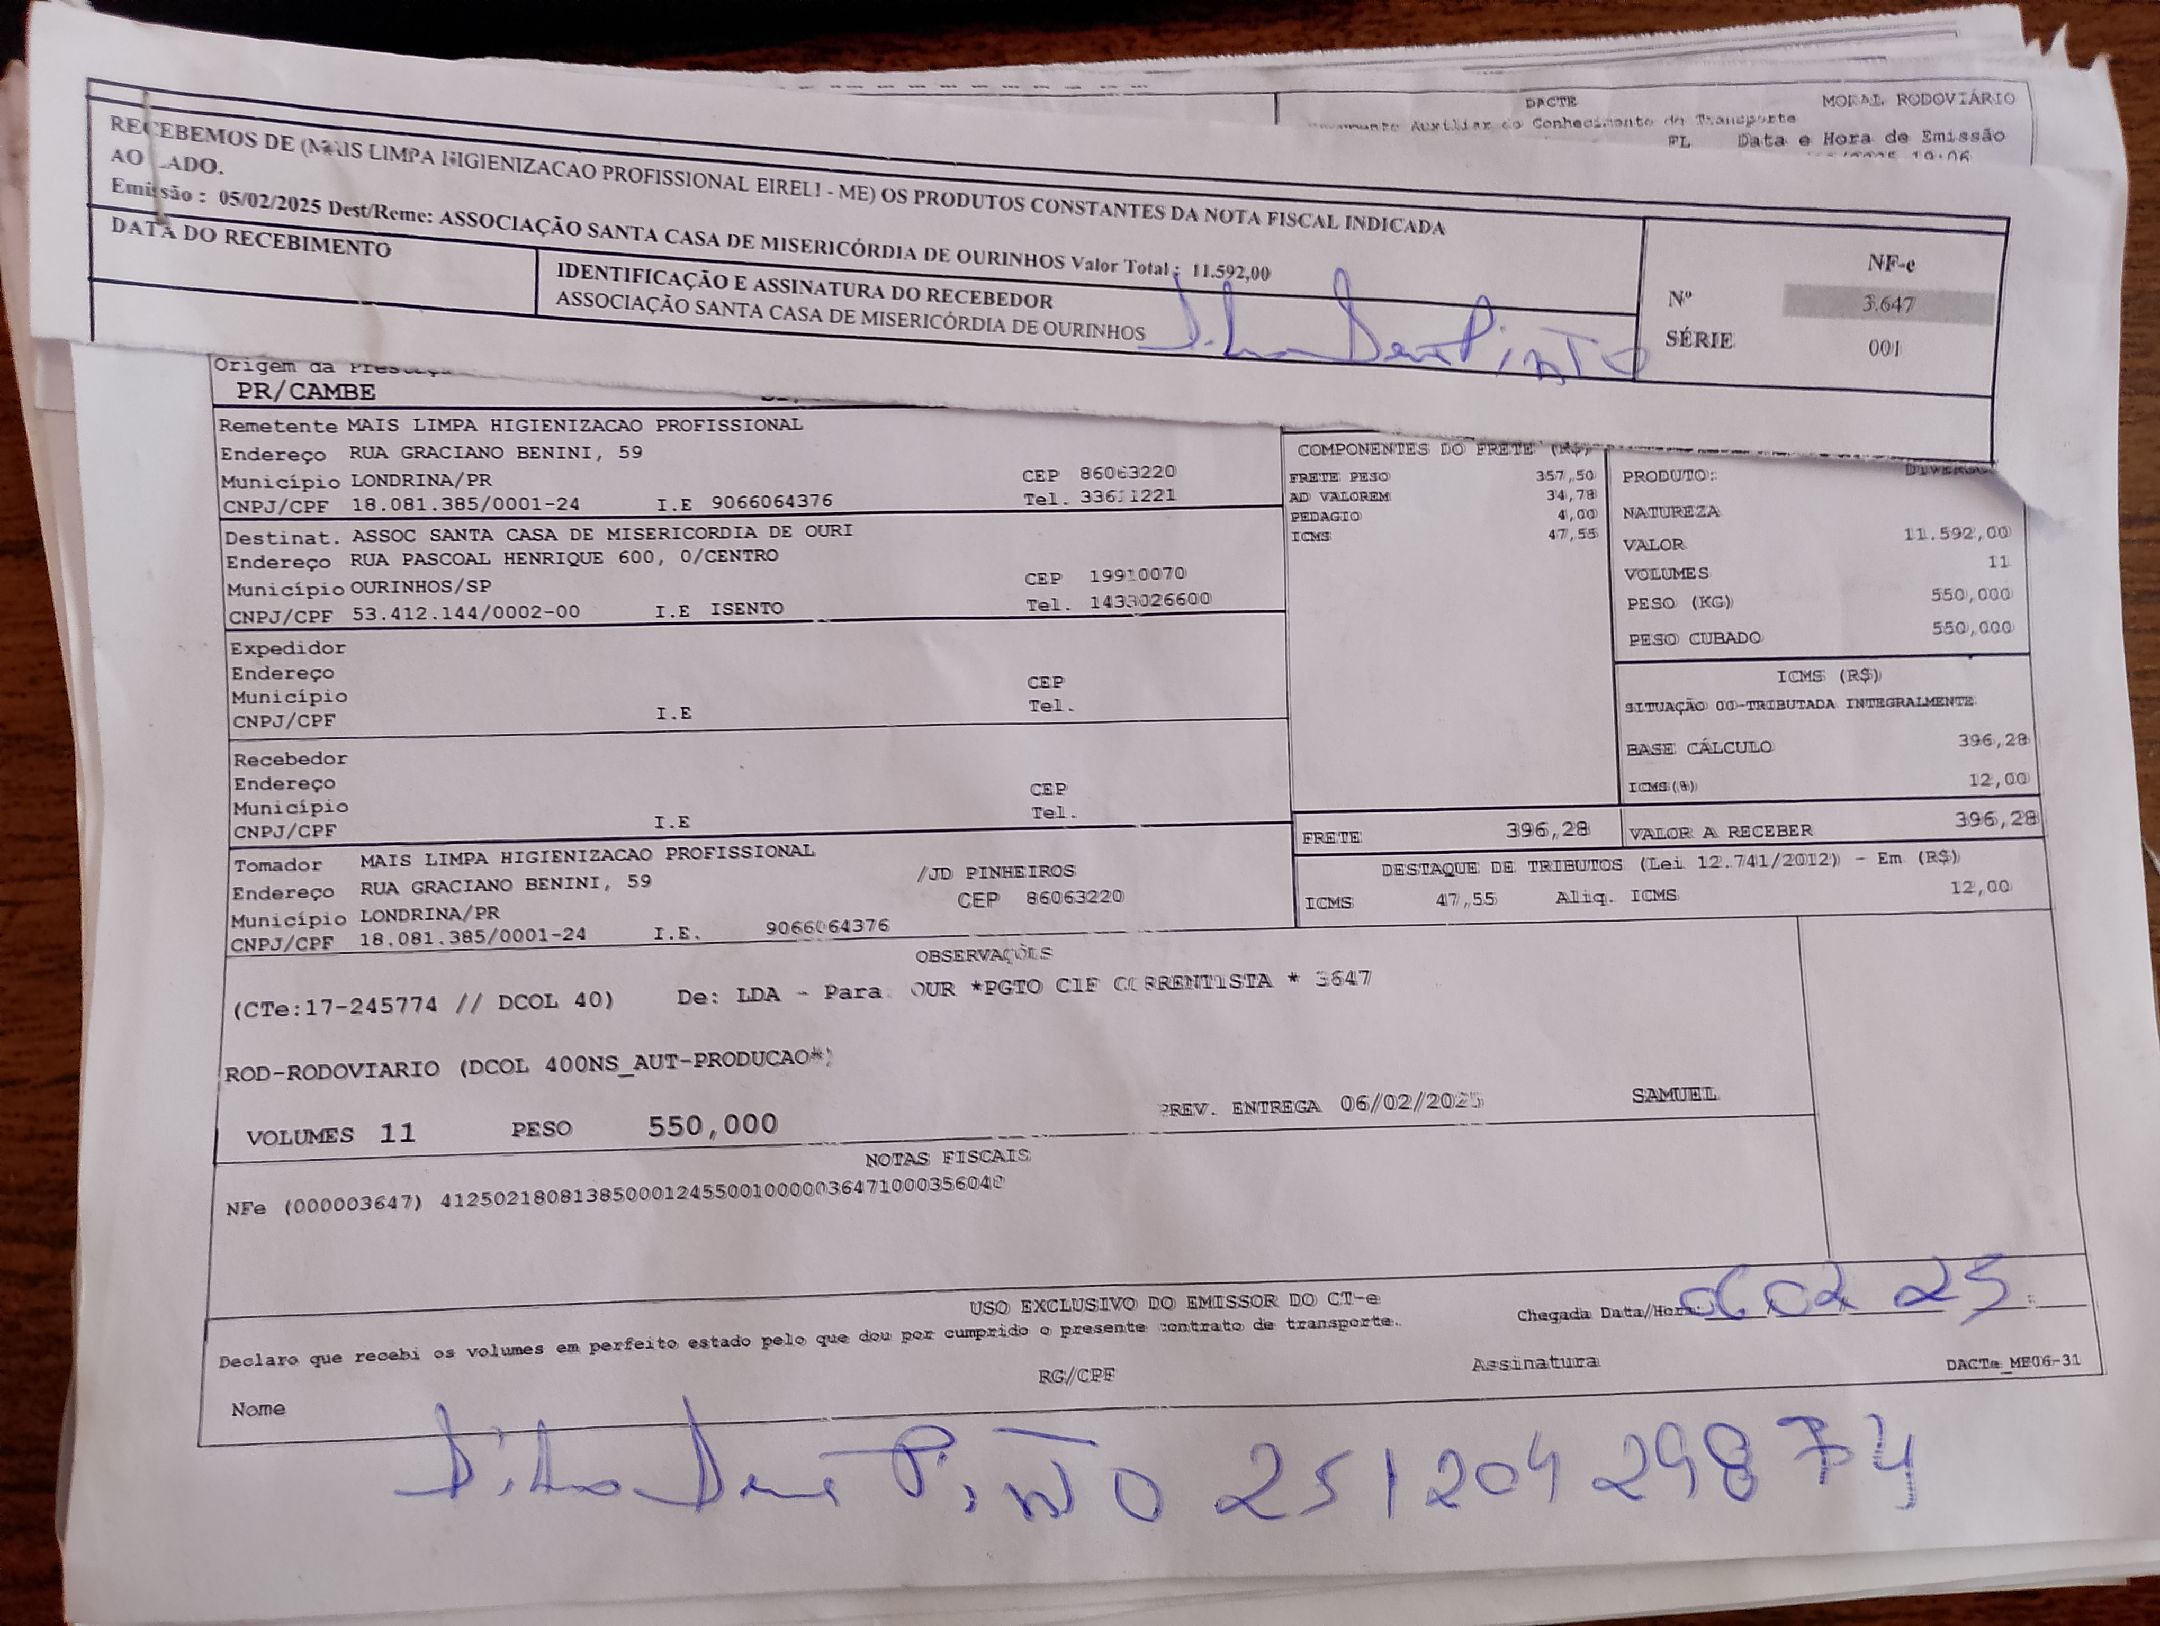 DACTE
MODAL RODOVIÁRIO
Auxiliar do Conhecimento de Transporte
FL Data e Hora de Emissão
RECEBEMOS DE (MAIS LIMPA HIGIENIZACAO PROFISSIONAL EIRELI - ME) OS PRODUTOS CONSTANTES DA NOTA FISCAL INDICADA
AO LADO.
Emissão : 05/02/2025 Dest/Reme: ASSOCIAÇÃO SANTA CASA DE MISERICÓRDIA DE OURINHOS Valor Total : 11.592,00
DATA DO RECEBIMENTO
IDENTIFICAÇÃO E ASSINATURA DO RECEBEDOR
ASSOCIAÇÃO SANTA CASA DE MISERICÓRDIA DE OURINHOS
NF-e
Nº 3.647
SÉRIE 001
Origem da
PR/CAMBE
Remetente MAIS LIMPA HIGIENIZACAO PROFISSIONAL
Endereço RUA GRACIANO BENINI, 59
Município LONDRINA/PR CEP 86063220
CNPJ/CPF 18.081.385/0001-24 I.E 9066064376 Tel. 33611221
Destinat. ASSOC SANTA CASA DE MISERICORDIA DE OURI
Endereço RUA PASCOAL HENRIQUE 600, 0/CENTRO
Município OURINHOS/SP CEP 19910070
CNPJ/CPF 53.412.144/0002-00 I.E ISENTO Tel. 1433026600
Expedidor
Endereço
Município CEP
CNPJ/CPF I.E Tel.
Recebedor
Endereço
Município CEP
CNPJ/CPF I.E Tel.
Tomador MAIS LIMPA HIGIENIZACAO PROFISSIONAL
Endereço RUA GRACIANO BENINI, 59 /JD PINHEIROS
Município LONDRINA/PR CEP 86063220
CNPJ/CPF 18.081.385/0001-24 I.E. 9066064376
COMPONENTES DO FRETE (R$)
FRETE PESO 357,50
AD VALOREM 34,78
PEDAGIO 4,00
ICMS 47,55
PRODUTO:
NATUREZA
VALOR 11.592,00
VOLUMES 11
PESO (KG) 550,000
PESO CUBADO 550,000
ICMS (R$)
SITUAÇÃO 00-TRIBUTADA INTEGRALMENTE
BASE CÁLCULO 396,28
ICMS(%) 12,00
FRETE 396,28 VALOR A RECEBER 396,28
DESTAQUE DE TRIBUTOS (Lei 12.741/2012) - Em (R$)
ICMS 47,55 Aliq. ICMS 12,00
OBSERVAÇÕES
(CTe:17-245774 // DCOL 40) De: LDA - Para: OUR *PGTO CIF CORRENTISTA * 3647
ROD-RODOVIARIO (DCOL 400NS_AUT-PRODUCAO*)
VOLUMES 11 PESO 550,000 PREV. ENTREGA 06/02/2025 SAMUEL
NOTAS FISCAIS
NFe (000003647) 41250218081385000124550010000036471000356040
USO EXCLUSIVO DO EMISSOR DO CT-e
Declaro que recebi os volumes em perfeito estado pelo que dou por cumprido o presente contrato de transporte.
Chegada Data/Hora: 06 02 25 :
Nome RG/CPF Assinatura DACTe_ME06-31
Pinto 25120429874